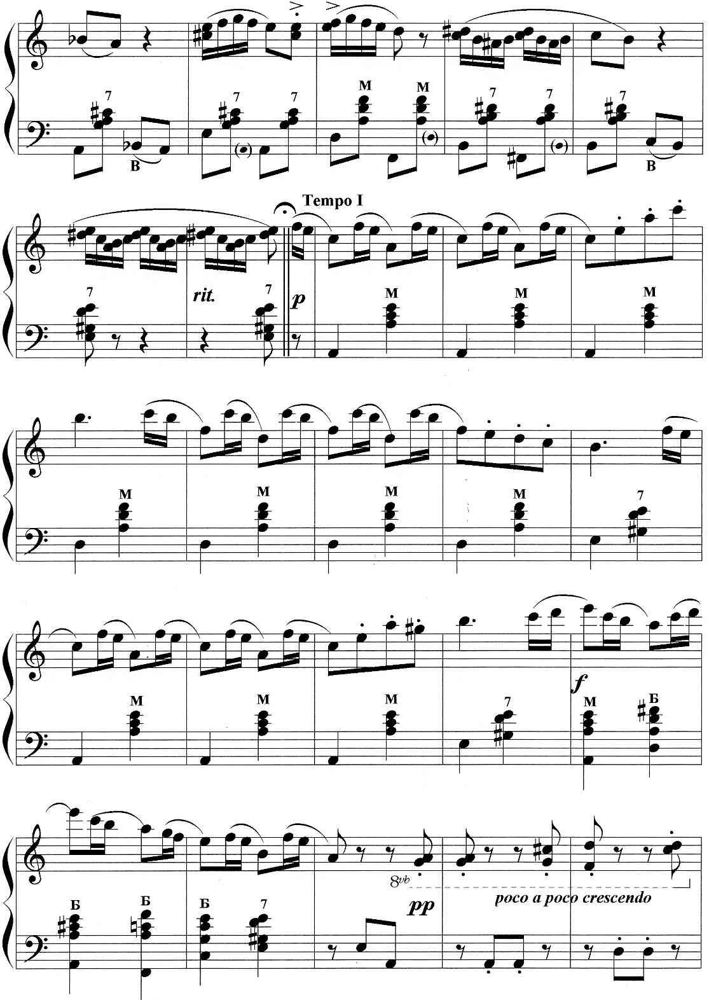 7 В 7 7 М М 7 7 7 В
Tempo I
7 rit. 7 p М М М
М М М М 7
М М М 7 f М Б
8vb
Б Б Б 7 pp poco a poco crescendo